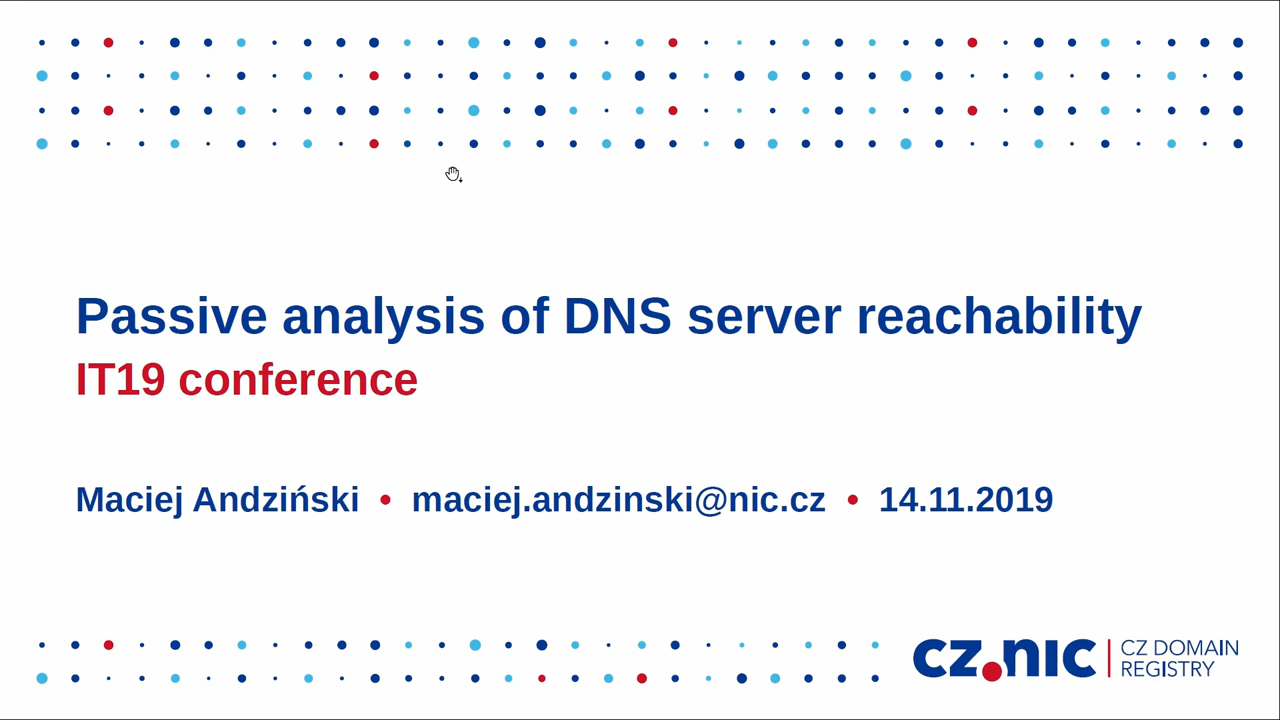 Passive analysis of DNS server reachability
IT19 conference
Maciej Andziński • maciej.andzinski@nic.cz • 14.11.2019
CZ.NIC | CZ DOMAIN
REGISTRY